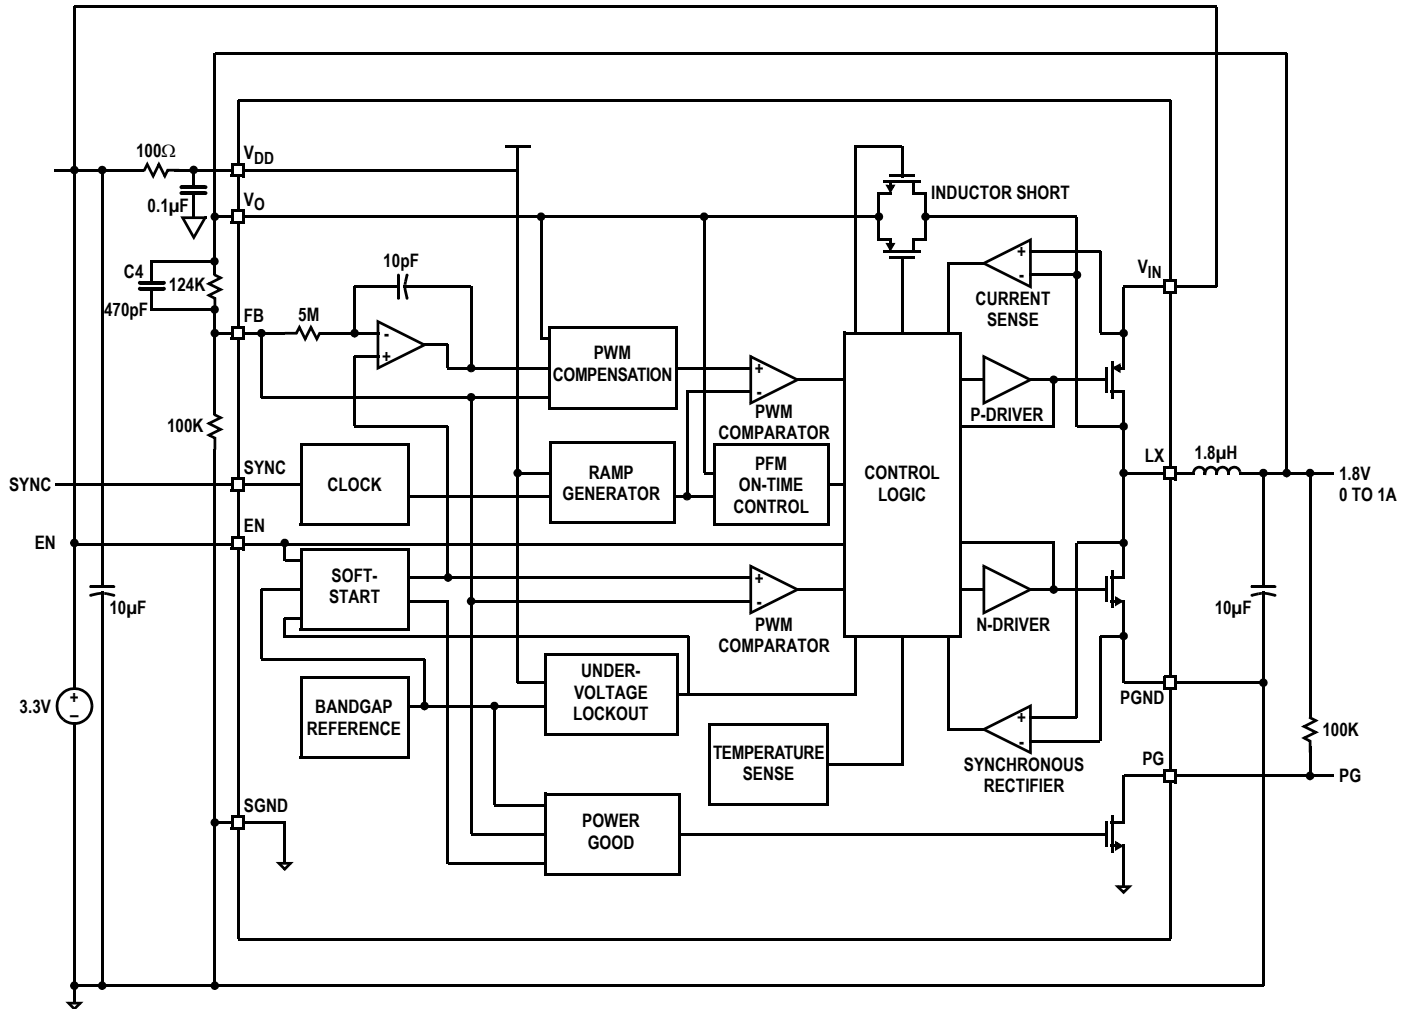 100Ω
VDD
0.1µF
VO
INDUCTOR SHORT
10pF
C4
124K
470pF
FB
5M
-
+
+
-
CURRENT
SENSE
VIN
PWM
COMPENSATION
+
-
PWM
COMPARATOR
P-DRIVER
100K
SYNC
SYNC
CLOCK
RAMP
GENERATOR
PFM
ON-TIME
CONTROL
CONTROL
LOGIC
LX
1.8µH
1.8V
0 TO 1A
EN
EN
SOFT-
START
+
-
PWM
COMPARATOR
N-DRIVER
10µF
10µF
3.3V
+
–
BANDGAP
REFERENCE
UNDER-
VOLTAGE
LOCKOUT
TEMPERATURE
SENSE
+
-
SYNCHRONOUS
RECTIFIER
PGND
100K
PG
PG
SGND
POWER
GOOD